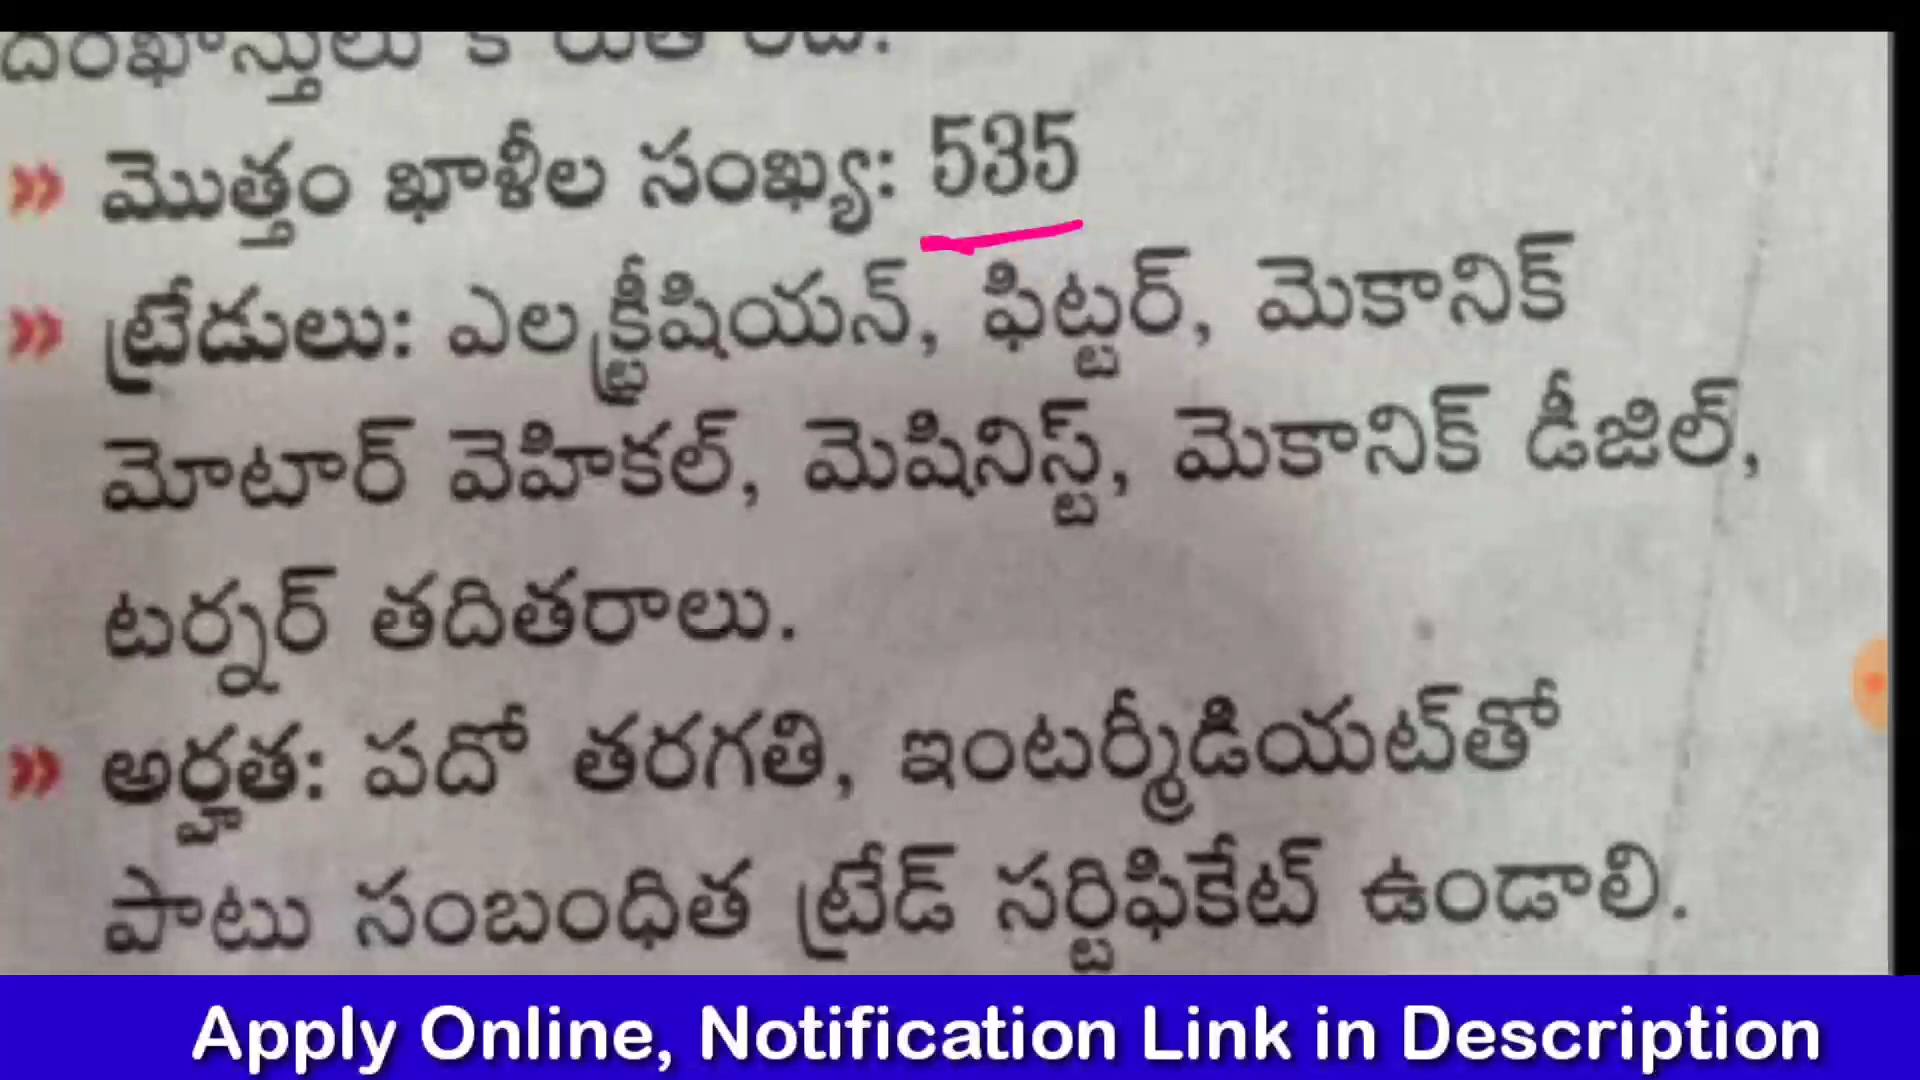 దరఖాస్తులు కోరుతోంది.
» మొత్తం ఖాళీల సంఖ్య: 535
» ట్రేడులు: ఎలక్ట్రీషియన్, ఫిట్టర్, మెకానిక్
మోటార్ వెహికల్, మెషినిస్ట్, మెకానిక్ డీజిల్,
టర్నర్ తదితరాలు.
» అర్హత: పదో తరగతి, ఇంటర్మీడియట్‌తో
పాటు సంబంధిత ట్రేడ్ సర్టిఫికేట్ ఉండాలి.
Apply Online, Notification Link in Description